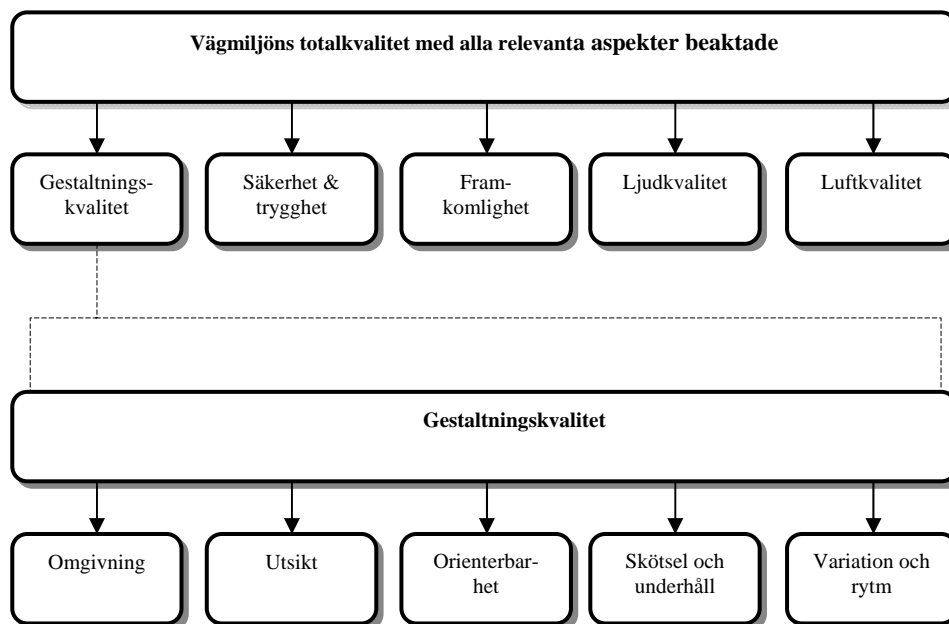 Vägmiljöns totalkvalitet med alla relevanta aspekter beaktade
Gestaltnings-
kvalitet
Säkerhet &
trygghet
Fram-
komlighet
Ljudkvalitet
Luftkvalitet
Gestaltningskvalitet
Omgivning
Utsikt
Orienterbar-
het
Skötsel och
underhåll
Variation och
rytm